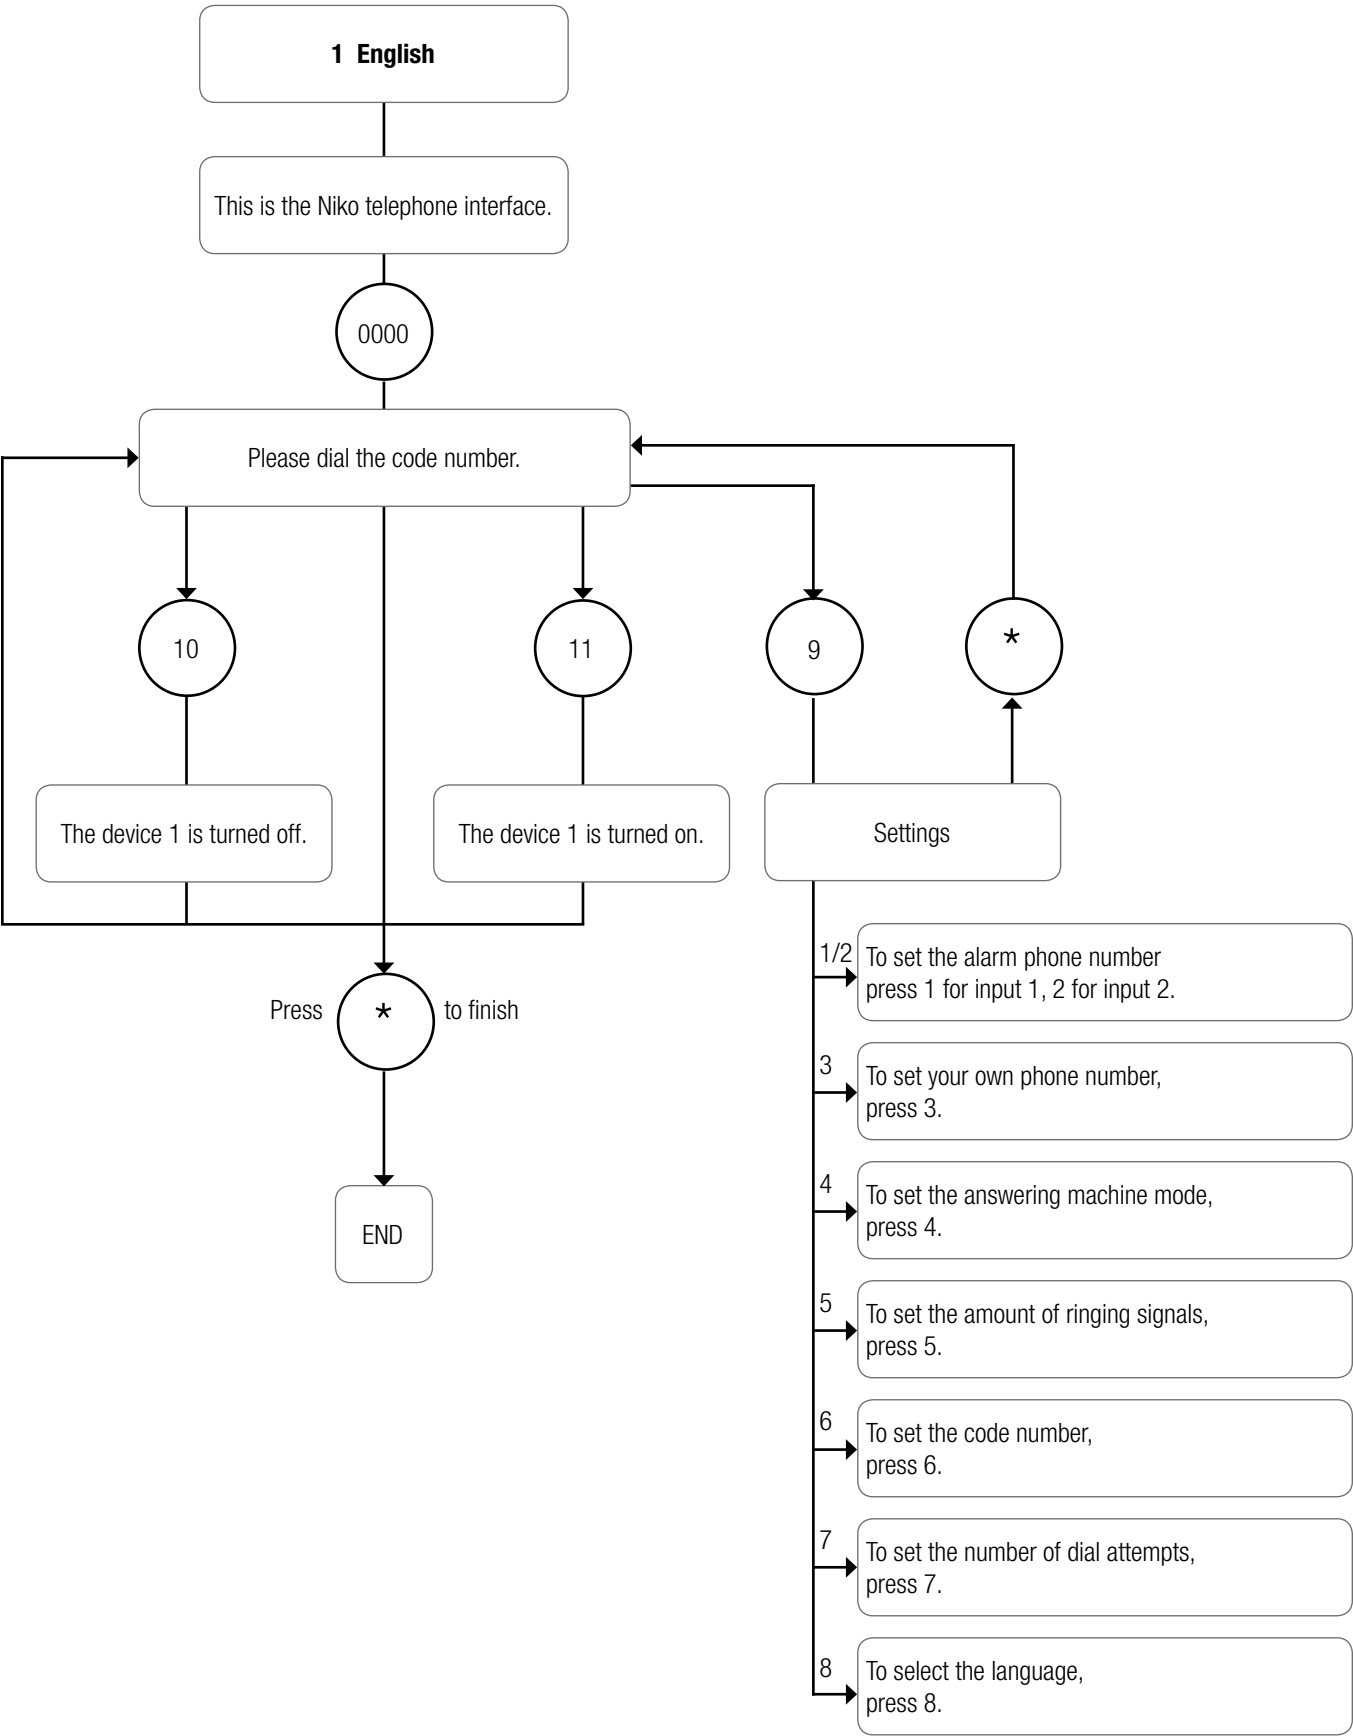 1 English
This is the Niko telephone interface.
0000
Please dial the code number.
10
11
9
*
The device 1 is turned off.
The device 1 is turned on.
Settings
1/2
To set the alarm phone number
press 1 for input 1, 2 for input 2.
Press
*
to finish
3
To set your own phone number,
press 3.
4
To set the answering machine mode,
press 4.
END
5
To set the amount of ringing signals,
press 5.
6
To set the code number,
press 6.
7
To set the number of dial attempts,
press 7.
8
To select the language,
press 8.